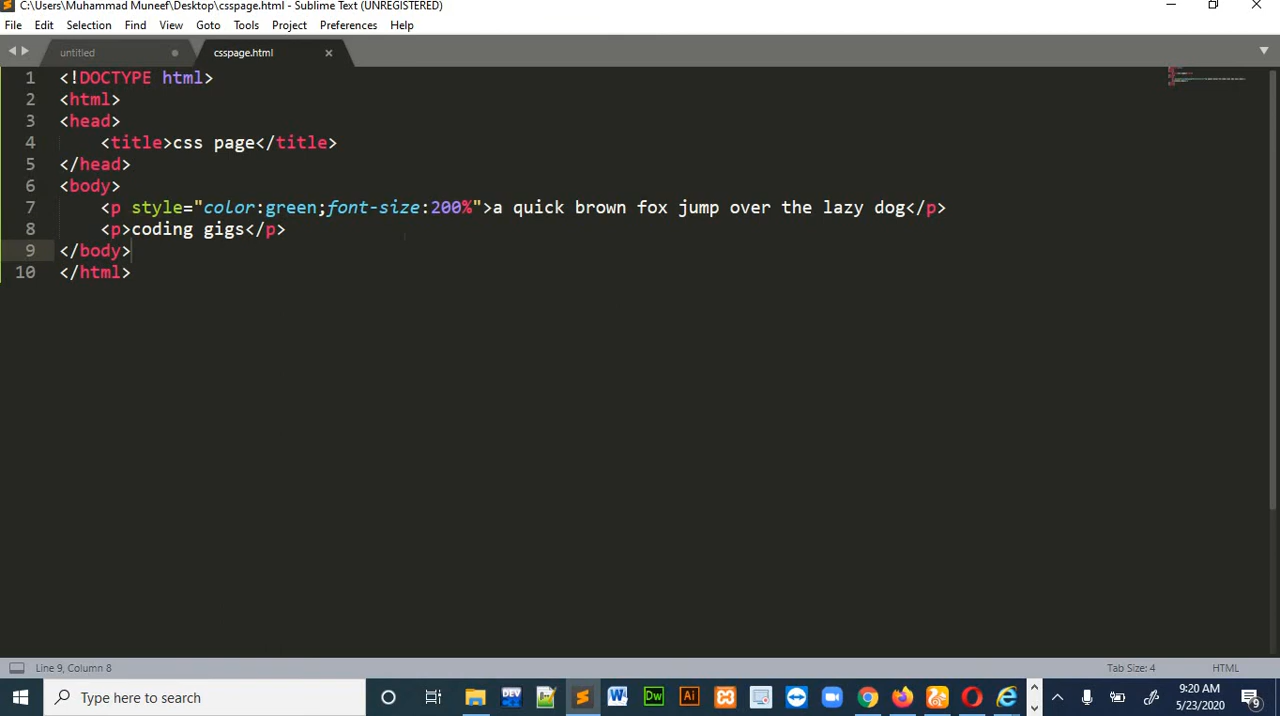 C:\Users\Muhammad Muneef\Desktop\csspage.html - Sublime Text (UNREGISTERED)
File Edit Selection View Find Goto Tools Project Preferences Help
untitled csspage.html
1 <!DOCTYPE html>
2 <html>
3 <head>
4 <title>css page</title>
5 </head>
6 <body>
7 <p style="color:green;font-size:200%">a quick brown fox jump over the lazy dog</p>
8 <p>coding gigs</p>
9 </body>
10 </html>
Line 9, Column 8 Tab Size: 4 HTML
Type here to search DEV W Dw Ai 9:20 AM
5/23/2020 9